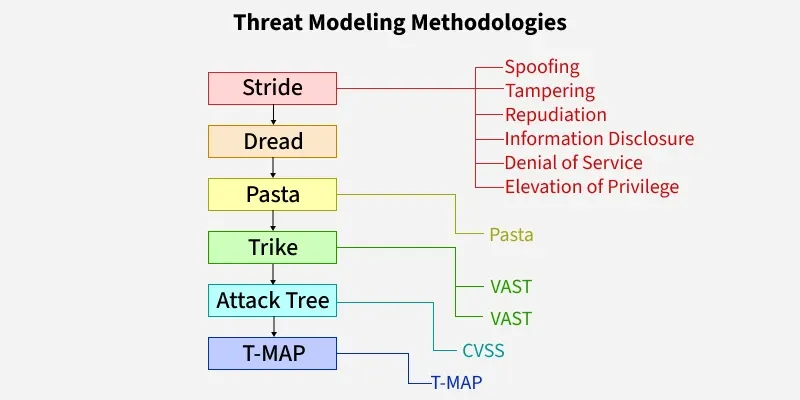 Threat Modeling Methodologies
Stride
Spoofing
Tampering
Repudiation
Information Disclosure
Denial of Service
Elevation of Privilege
Dread
Pasta
Pasta
Trike
VAST
VAST
Attack Tree
CVSS
T-MAP
T-MAP